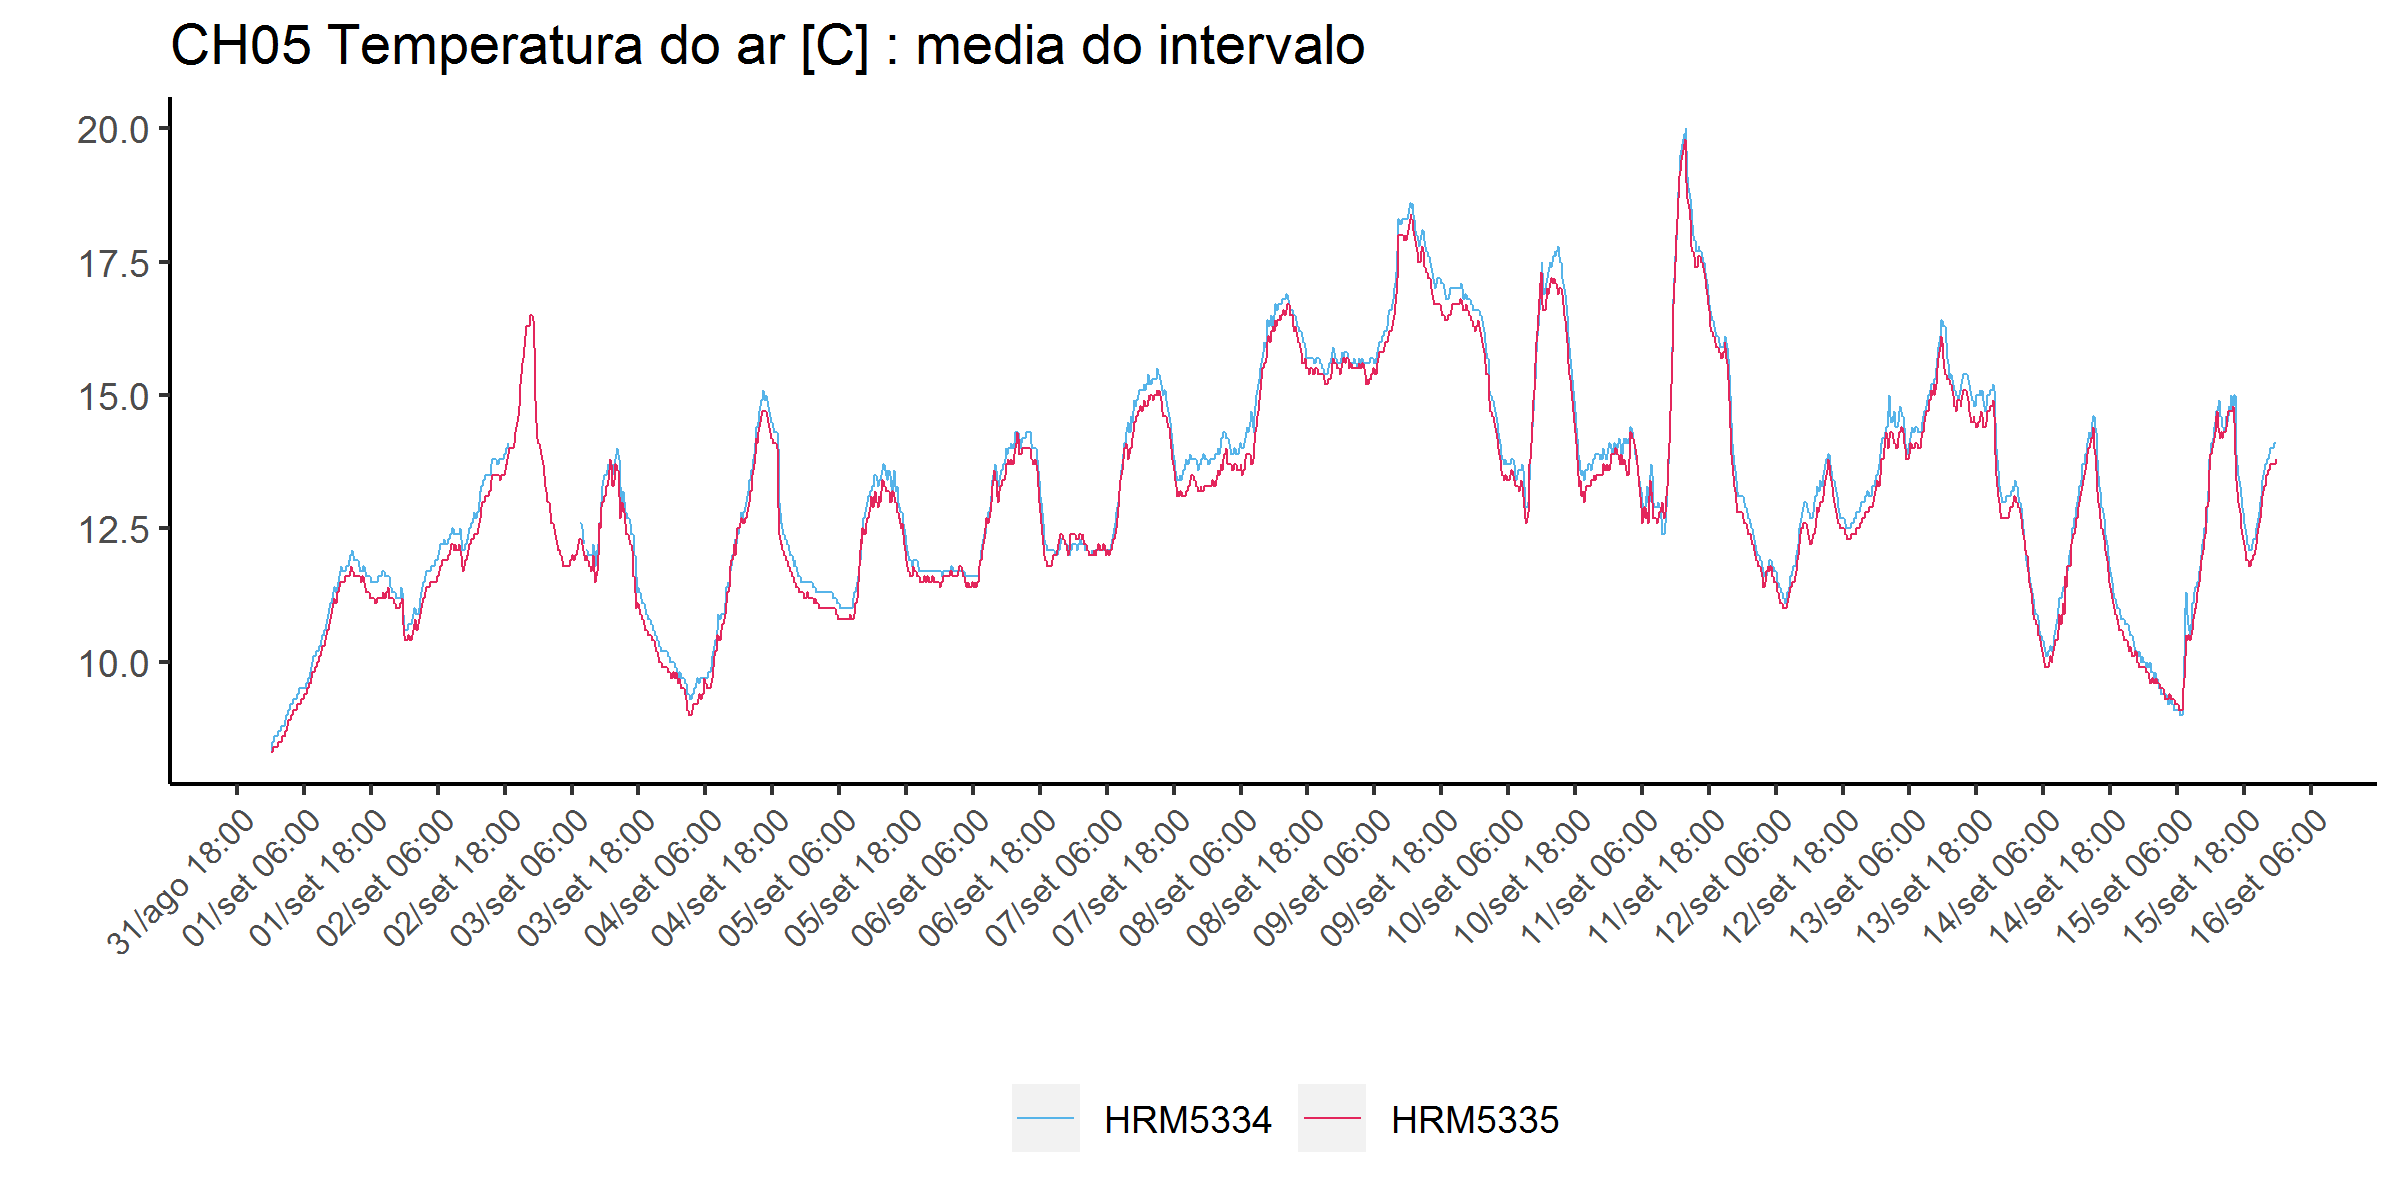 CH05 Temperatura do ar [C] : media do intervalo
20.0
17.5
15.0
12.5
10.0
31/ago 18:00
01/set 06:00
01/set 18:00
02/set 06:00
02/set 18:00
03/set 06:00
03/set 18:00
04/set 06:00
04/set 18:00
05/set 06:00
05/set 18:00
06/set 06:00
06/set 18:00
07/set 06:00
07/set 18:00
08/set 06:00
08/set 18:00
09/set 06:00
09/set 18:00
10/set 06:00
10/set 18:00
11/set 06:00
11/set 18:00
12/set 06:00
12/set 18:00
13/set 06:00
13/set 18:00
14/set 06:00
14/set 18:00
15/set 06:00
15/set 18:00
16/set 06:00
HRM5334
HRM5335